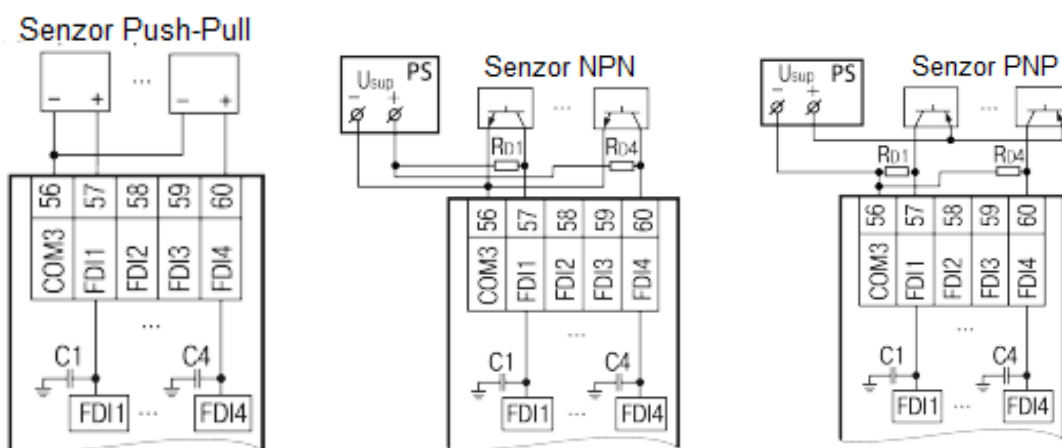 Senzor Push-Pull
- + ... - +
56 57 58 59 60
COM3 FDI1 FDI2 FDI3 FDI4
...
C1 C4
FDI1 ... FDI4
Senzor NPN
Usup PS
- +
...
RD1 RD4
56 57 58 59 60
COM3 FDI1 FDI2 FDI3 FDI4
...
C1 C4
FDI1 ... FDI4
Senzor PNP
Usup PS
- +
...
RD1 RD4
56 57 58 59 60
COM3 FDI1 FDI2 FDI3 FDI4
...
C1 C4
FDI1 ... FDI4